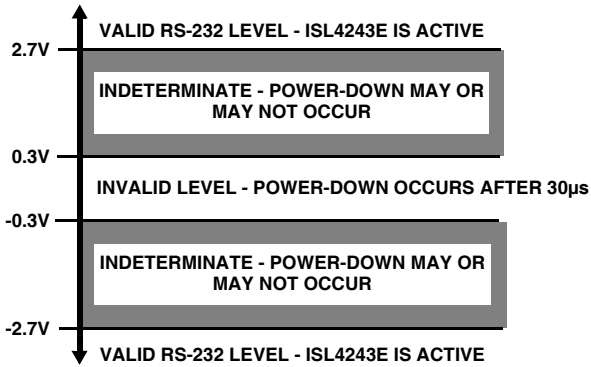 VALID RS-232 LEVEL - ISL4243E IS ACTIVE
2.7V
INDETERMINATE - POWER-DOWN MAY OR
MAY NOT OCCUR
0.3V
INVALID LEVEL - POWER-DOWN OCCURS AFTER 30µs
-0.3V
INDETERMINATE - POWER-DOWN MAY OR
MAY NOT OCCUR
-2.7V
VALID RS-232 LEVEL - ISL4243E IS ACTIVE